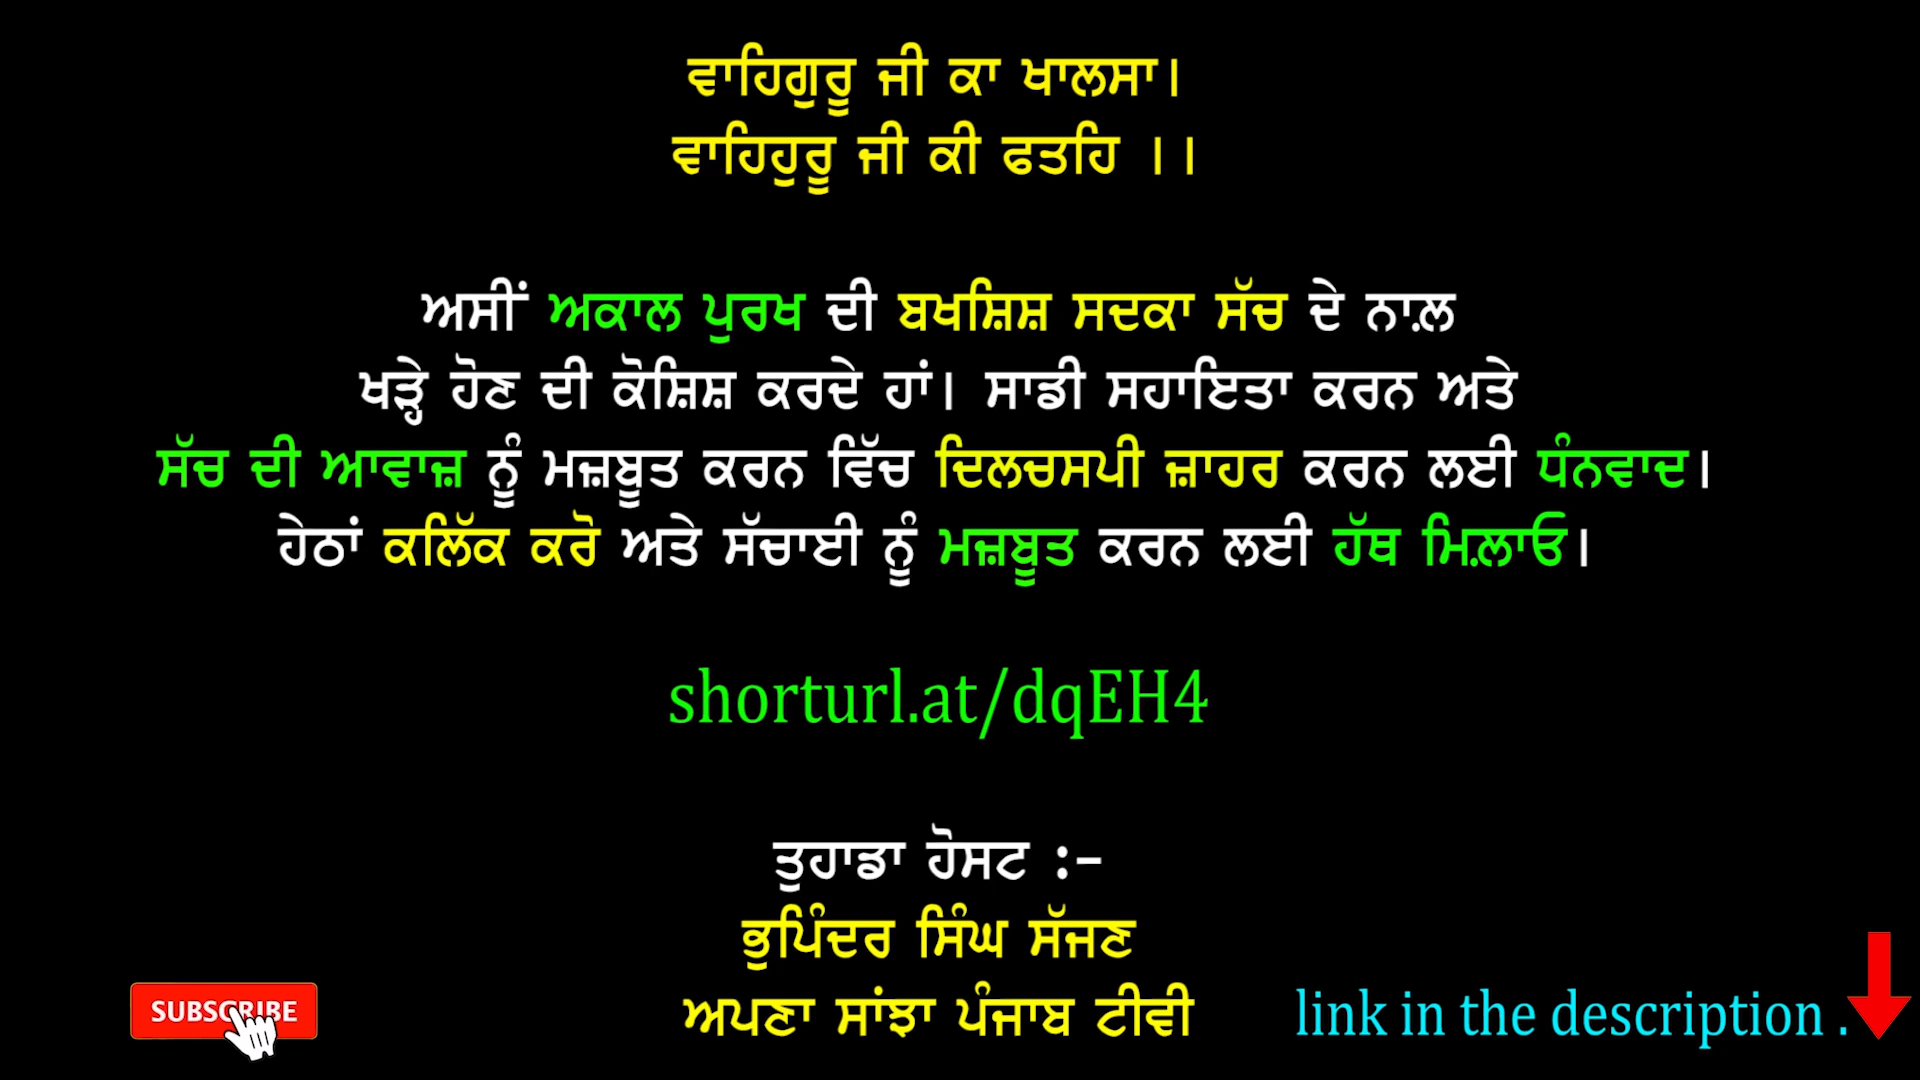 ਵਾਹਿਗੁਰੂ ਜੀ ਕਾ ਖਾਲਸਾ।
ਵਾਹਿਹੁਰੂ ਜੀ ਕੀ ਫਤਹਿ ।।
ਅਸੀਂ ਅਕਾਲ ਪੁਰਖ ਦੀ ਬਖਸ਼ਿਸ਼ ਸਦਕਾ ਸੱਚ ਦੇ ਨਾਲ਼
ਖੜ੍ਹੇ ਹੋਣ ਦੀ ਕੋਸ਼ਿਸ਼ ਕਰਦੇ ਹਾਂ। ਸਾਡੀ ਸਹਾਇਤਾ ਕਰਨ ਅਤੇ
ਸੱਚ ਦੀ ਆਵਾਜ਼ ਨੂੰ ਮਜ਼ਬੂਤ ਕਰਨ ਵਿੱਚ ਦਿਲਚਸਪੀ ਜ਼ਾਹਰ ਕਰਨ ਲਈ ਧੰਨਵਾਦ।
ਹੇਠਾਂ ਕਲਿੱਕ ਕਰੋ ਅਤੇ ਸੱਚਾਈ ਨੂੰ ਮਜ਼ਬੂਤ ਕਰਨ ਲਈ ਹੱਥ ਮਿਲ਼ਾਓ।
shorturl.at/dqEH4
ਤੁਹਾਡਾ ਹੋਸਟ :-
ਭੁਪਿੰਦਰ ਸਿੰਘ ਸੱਜਣ
ਅਪਣਾ ਸਾਂਝਾ ਪੰਜਾਬ ਟੀਵੀ
SUBSCRIBE
link in the description .